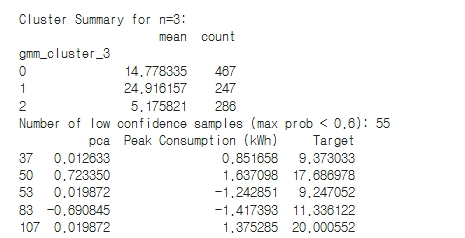 Cluster Summary for n=3:
mean count
gmm_cluster_3
0 14.778335 467
1 24.916157 247
2 5.175821 286
Number of low confidence samples (max prob < 0.6): 55
pca Peak Consumption (kWh) Target
37 0.012633 0.851658 9.373033
50 0.723350 1.637098 17.686978
53 0.019872 -1.242851 9.247052
83 -0.690845 -1.417393 11.336122
107 0.019872 1.375285 20.000552